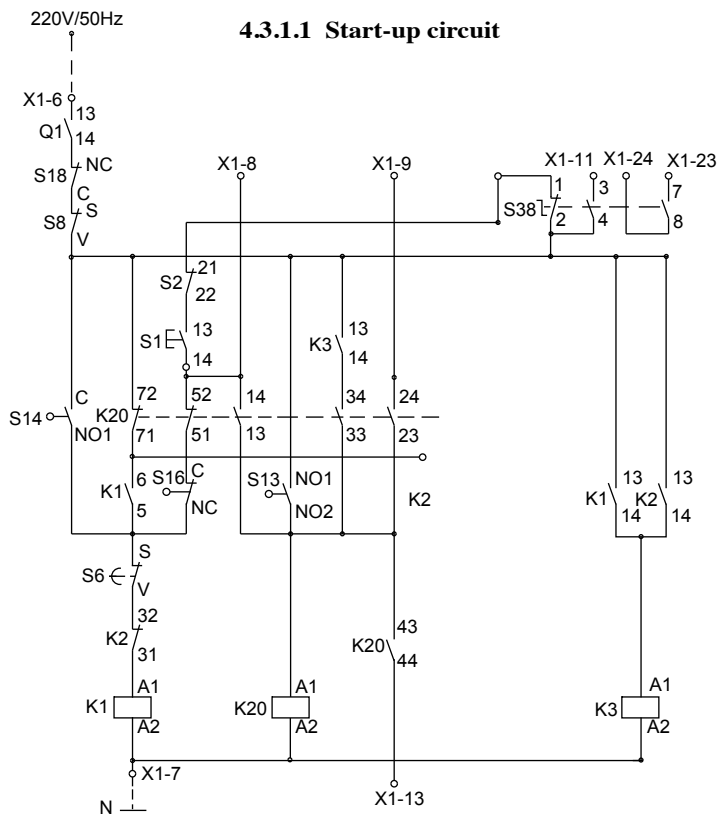 220V/50Hz
4.3.1.1 Start-up circuit
X1-6
13
Q1
14
NC
S18
C
S
S8
V
X1-8
X1-9
X1-11
X1-24
X1-23
1
3
7
S38
2
4
8
21
S2
22
13
S1
14
13
K3
14
C
S14
NO1
72
52
14
34
24
K20
71
51
13
33
23
6
K1
5
S16
C
NC
S13
NO1
NO2
K2
13
K1
14
13
K2
14
S
S6
V
32
K2
31
43
K20
44
A1
K1
A2
A1
K20
A2
A1
K3
A2
X1-7
N
X1-13